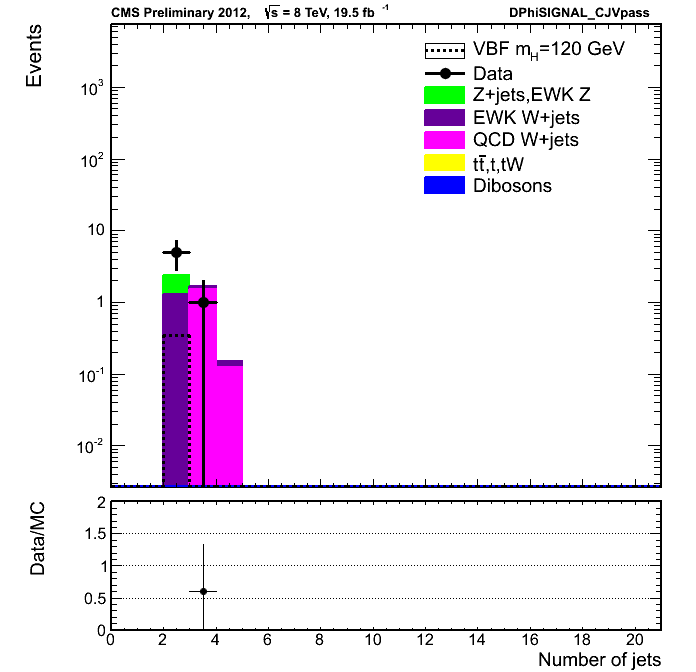 CMS Preliminary 2012, √s = 8 TeV, 19.5 fb⁻¹ DPhiSIGNAL_CJVpass
Events
VBF m_H=120 GeV
Data
Z+jets,EWK Z
EWK W+jets
QCD W+jets
tt̅,t,tW
Dibosons
10³
10²
10
1
10⁻¹
10⁻²
Data/MC
2
1.5
1
0.5
0
0 2 4 6 8 10 12 14 16 18 20
Number of jets